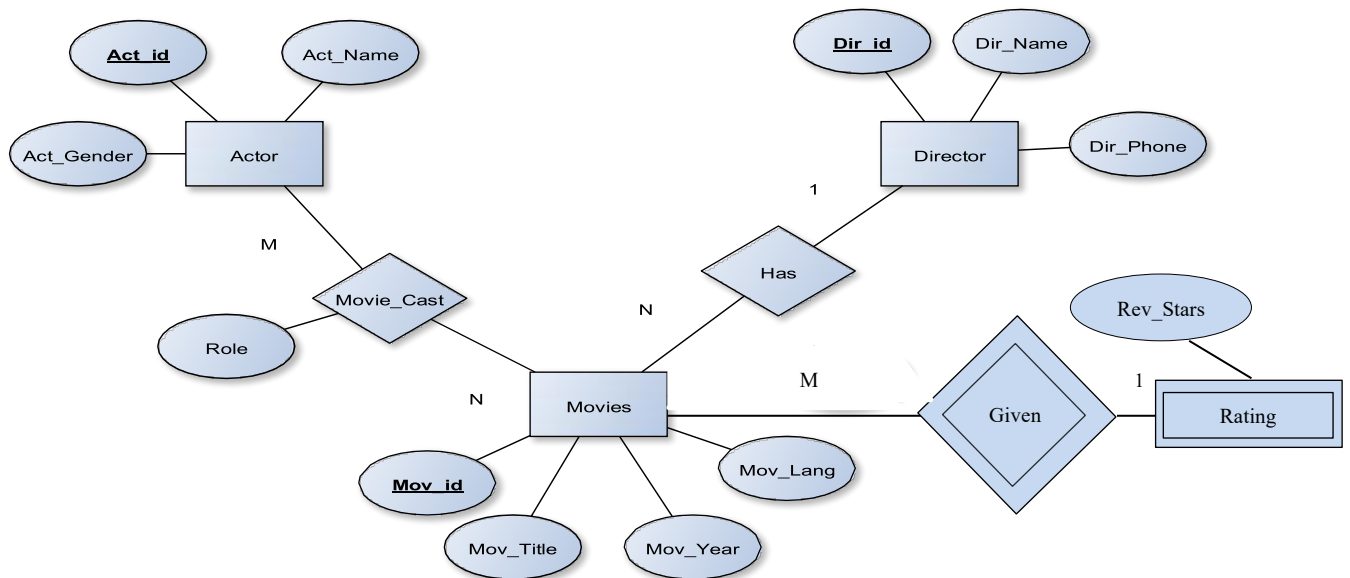 Act_id
Act_Name
Dir_id
Dir_Name
Act_Gender
Actor
Director
Dir_Phone
1
M
Has
Movie_Cast
N
Rev_Stars
Role
M
1
N
Movies
Given
Rating
Mov_id
Mov_Lang
Mov_Title
Mov_Year